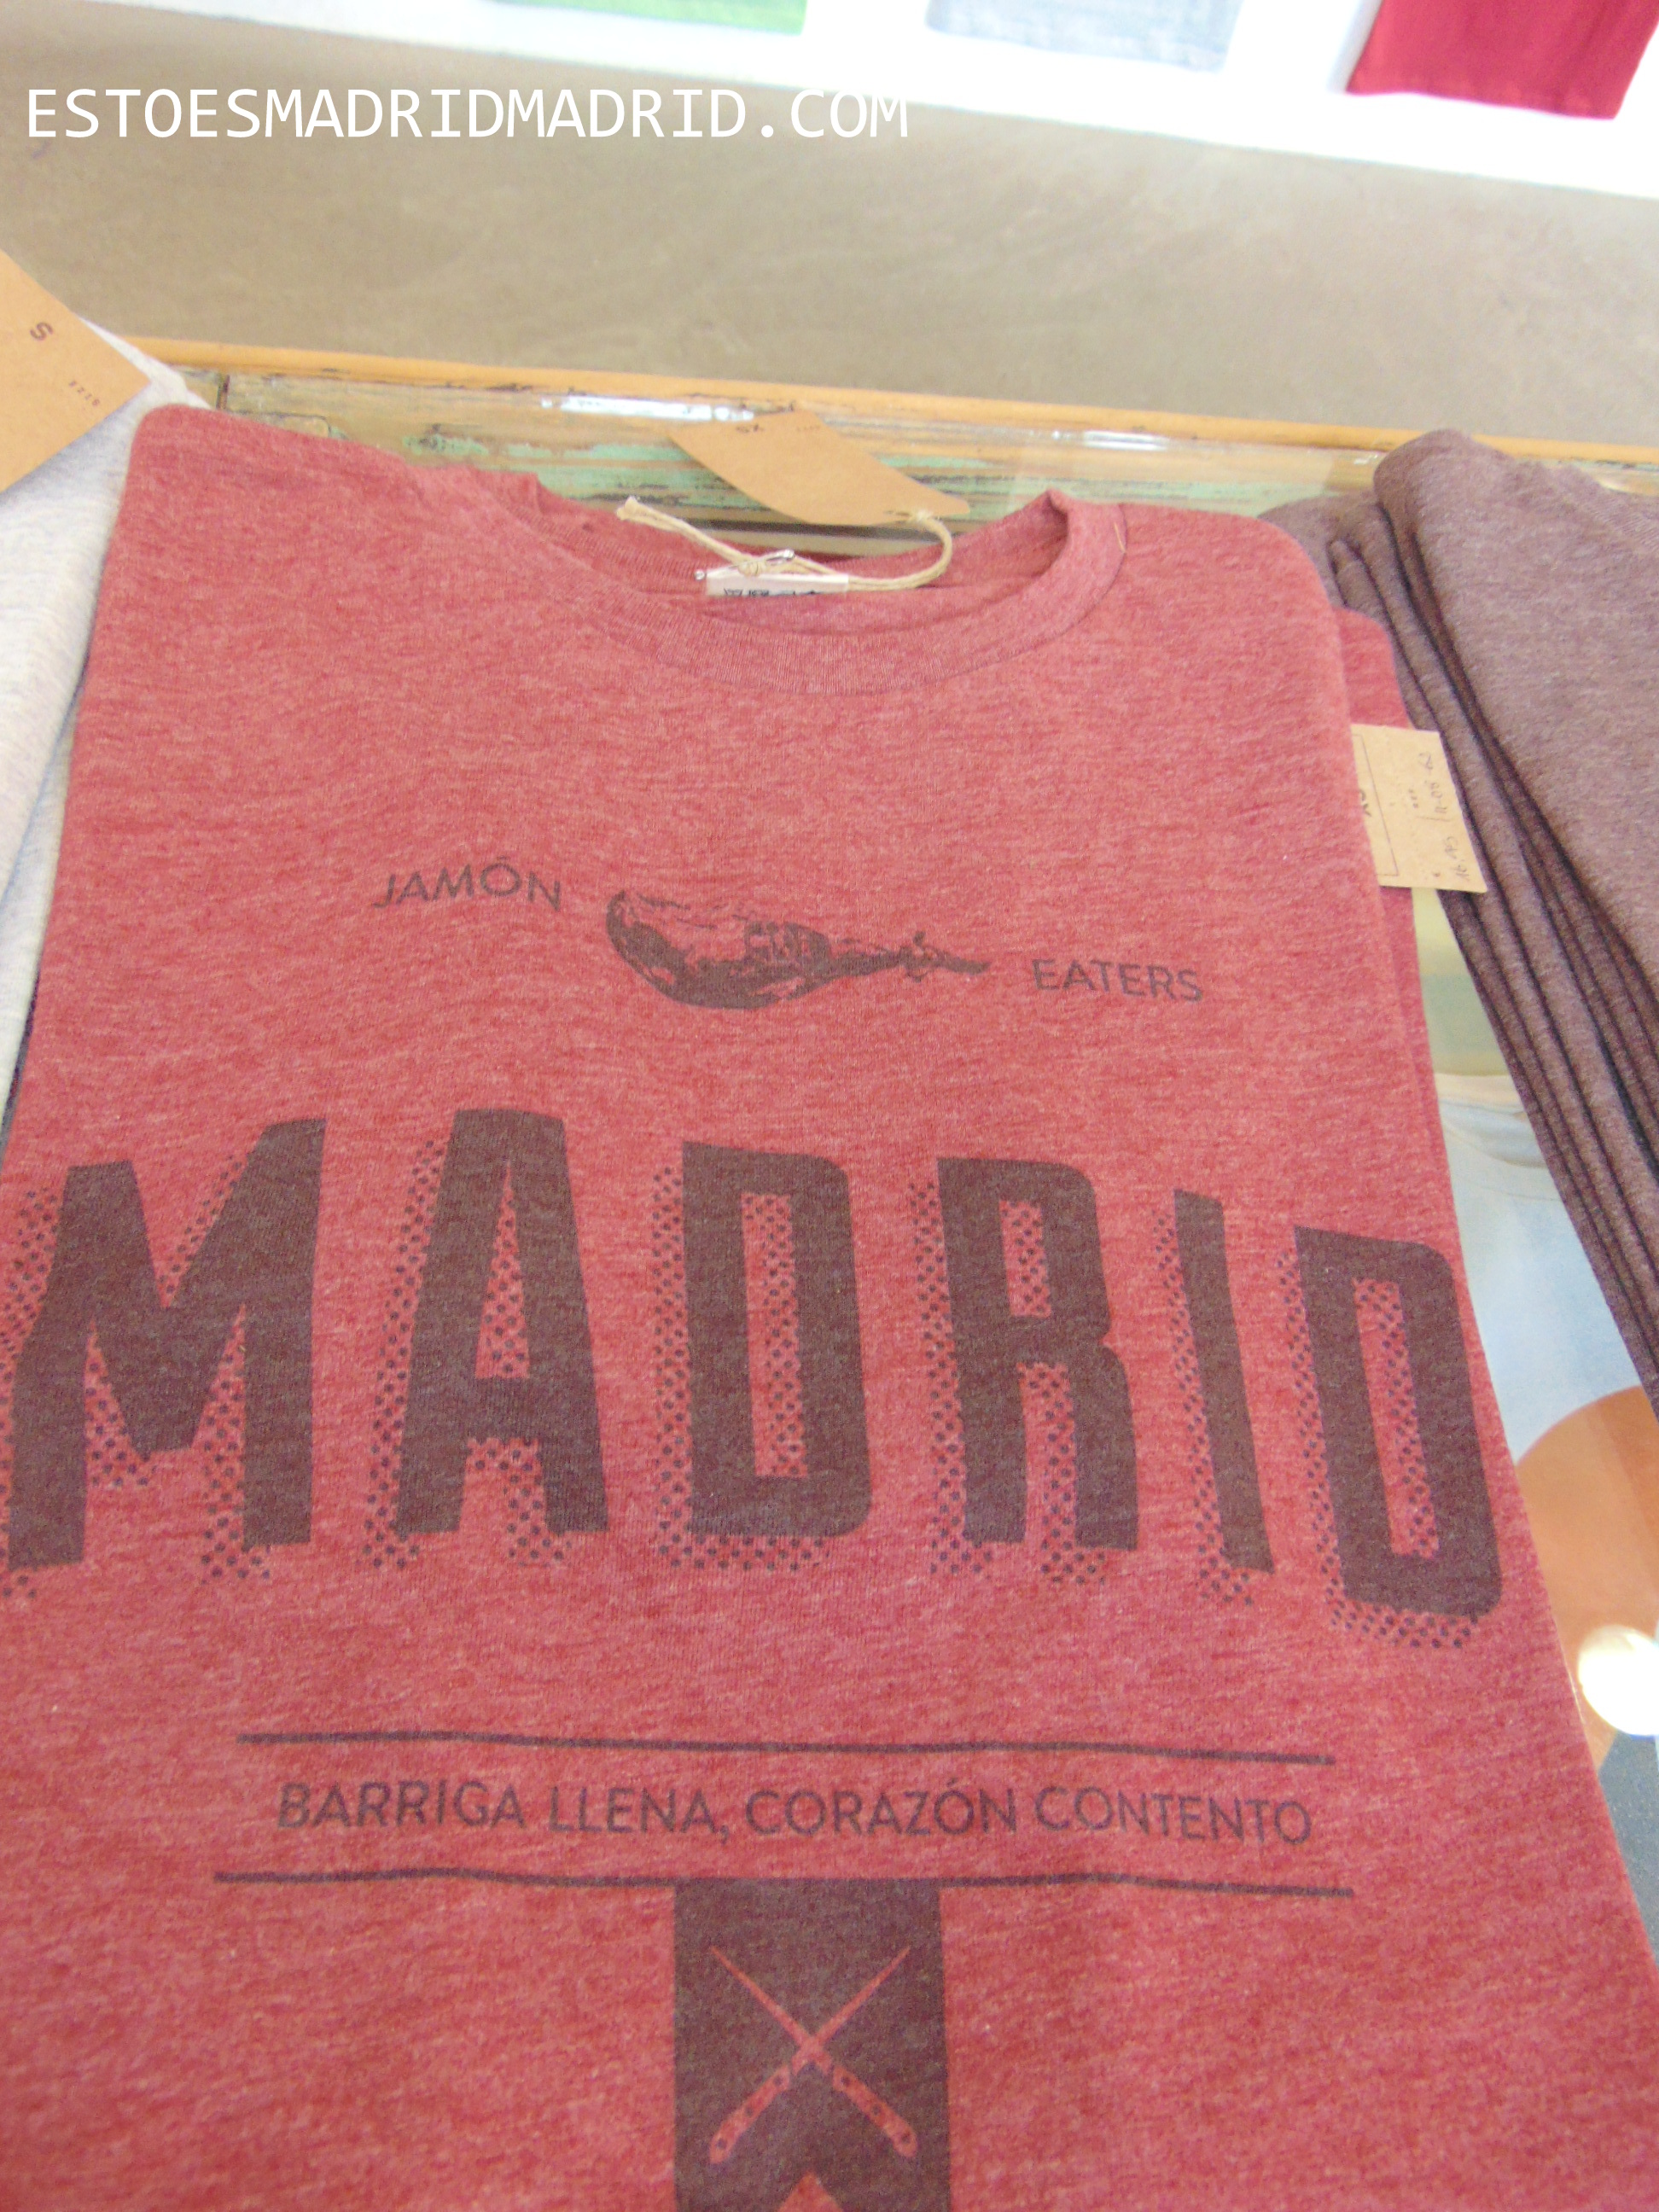 ESTOESMADRIDMADRID.COM
S
JAMÓN EATERS
MADRID
BARRIGA LLENA, CORAZÓN CONTENTO